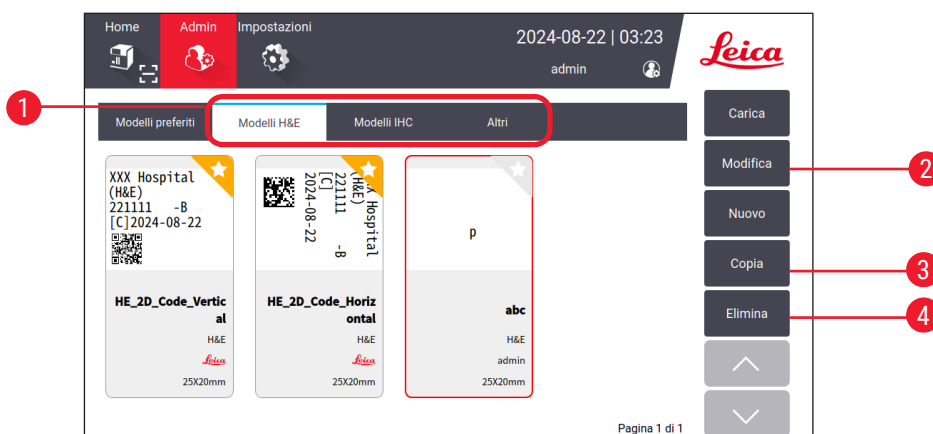 Home Admin Impostazioni
2024-08-22 | 03:23
admin
Leica
1
Modelli preferiti Modelli H&E Modelli IHC Altri
Carica
Modifica
2
Nuovo
Copia
3
Elimina
4
XXX Hospital
(H&E)
221111 -B
[C]2024-08-22
HE_2D_Code_Vertic
al
H&E
Leica
25X20mm
XXX Hospital
(H&E)
221111 -B
[C]
2024-08-22
HE_2D_Code_Horiz
ontal
H&E
Leica
25X20mm
p
abc
H&E
admin
25X20mm
Pagina 1 di 1